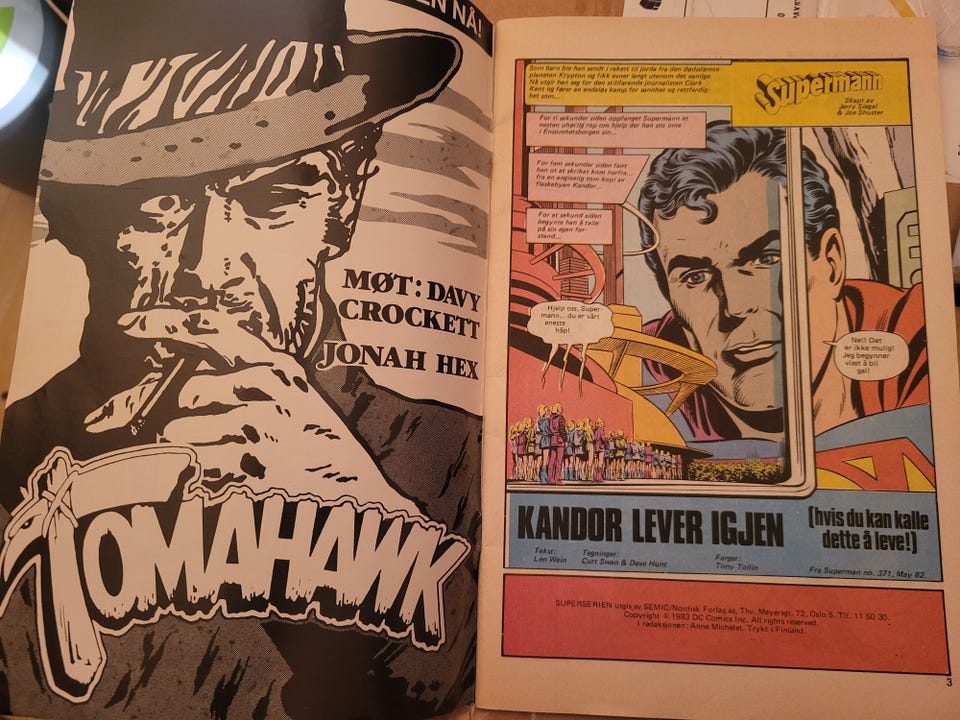 EN NÅ!
MØT: DAVY
CROCKETT
JONAH HEX
TOMAHAWK
Som barn ble han sendt i rakett til jorda fra den dødsdømte
planeten Krypton og fikk evner langt utenom det vanlige.
Nå utgir han seg for den stillfarende journalisten Clark
Kent og fører en endeløs kamp for sannhet og rettferdig-
het som...
Supermann
Skapt av
Jerry Siegel
& Joe Shuster
For ti sekunder siden oppfanget Supermann et
nesten uhørlig rop om hjelp der han sto inne
i Ensomhetsborgen sin...
For fem sekunder siden fant
han ut at skriket kom herfra...
fra en angivelig tom kopi av
flaskebyen Kandor...
For et sekund siden
begynte han å tvile
på sin egen for-
stand...
Hjelp oss, Super-
mann... du er vårt
eneste
håp!
Nei! Det
er ikke mulig!
Jeg begynner
visst å bli
gal!
KANDOR LEVER IGJEN
(hvis du kan kalle
dette å leve!)
Tekst:
Len Wein
Tegninger:
Curt Swan & Dave Hunt
Farger:
Tony Tollin
Fra Superman no. 371, May 82.
SUPERSERIEN utgis av SEMIC/Nordisk Forlag as, Thv. Meyersgt. 72, Oslo 5. Tlf. 11 50 30.
Copyright © 1983 DC Comics Inc. All rights reserved.
I redaksjonen: Anne Michelet. Trykt i Finland.
3